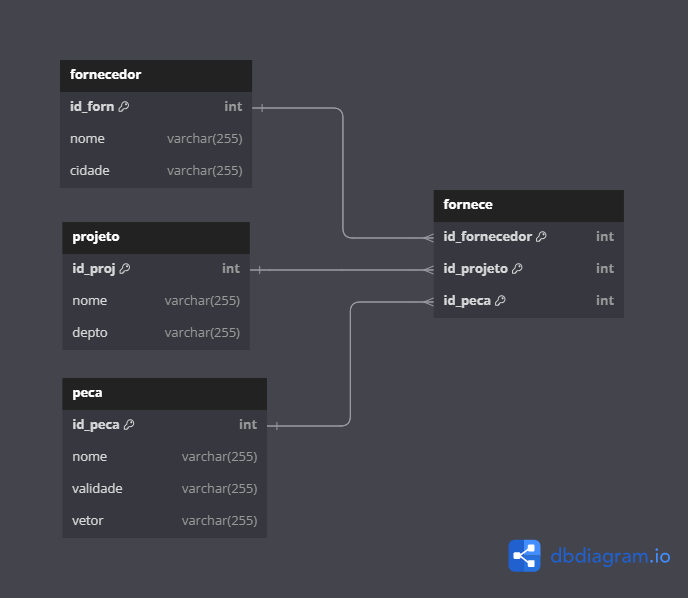 fornecedor
id_forn int
nome varchar(255)
cidade varchar(255)
projeto
id_proj int
nome varchar(255)
depto varchar(255)
peca
id_peca int
nome varchar(255)
validade varchar(255)
vetor varchar(255)
fornece
id_fornecedor int
id_projeto int
id_peca int
dbdiagram.io